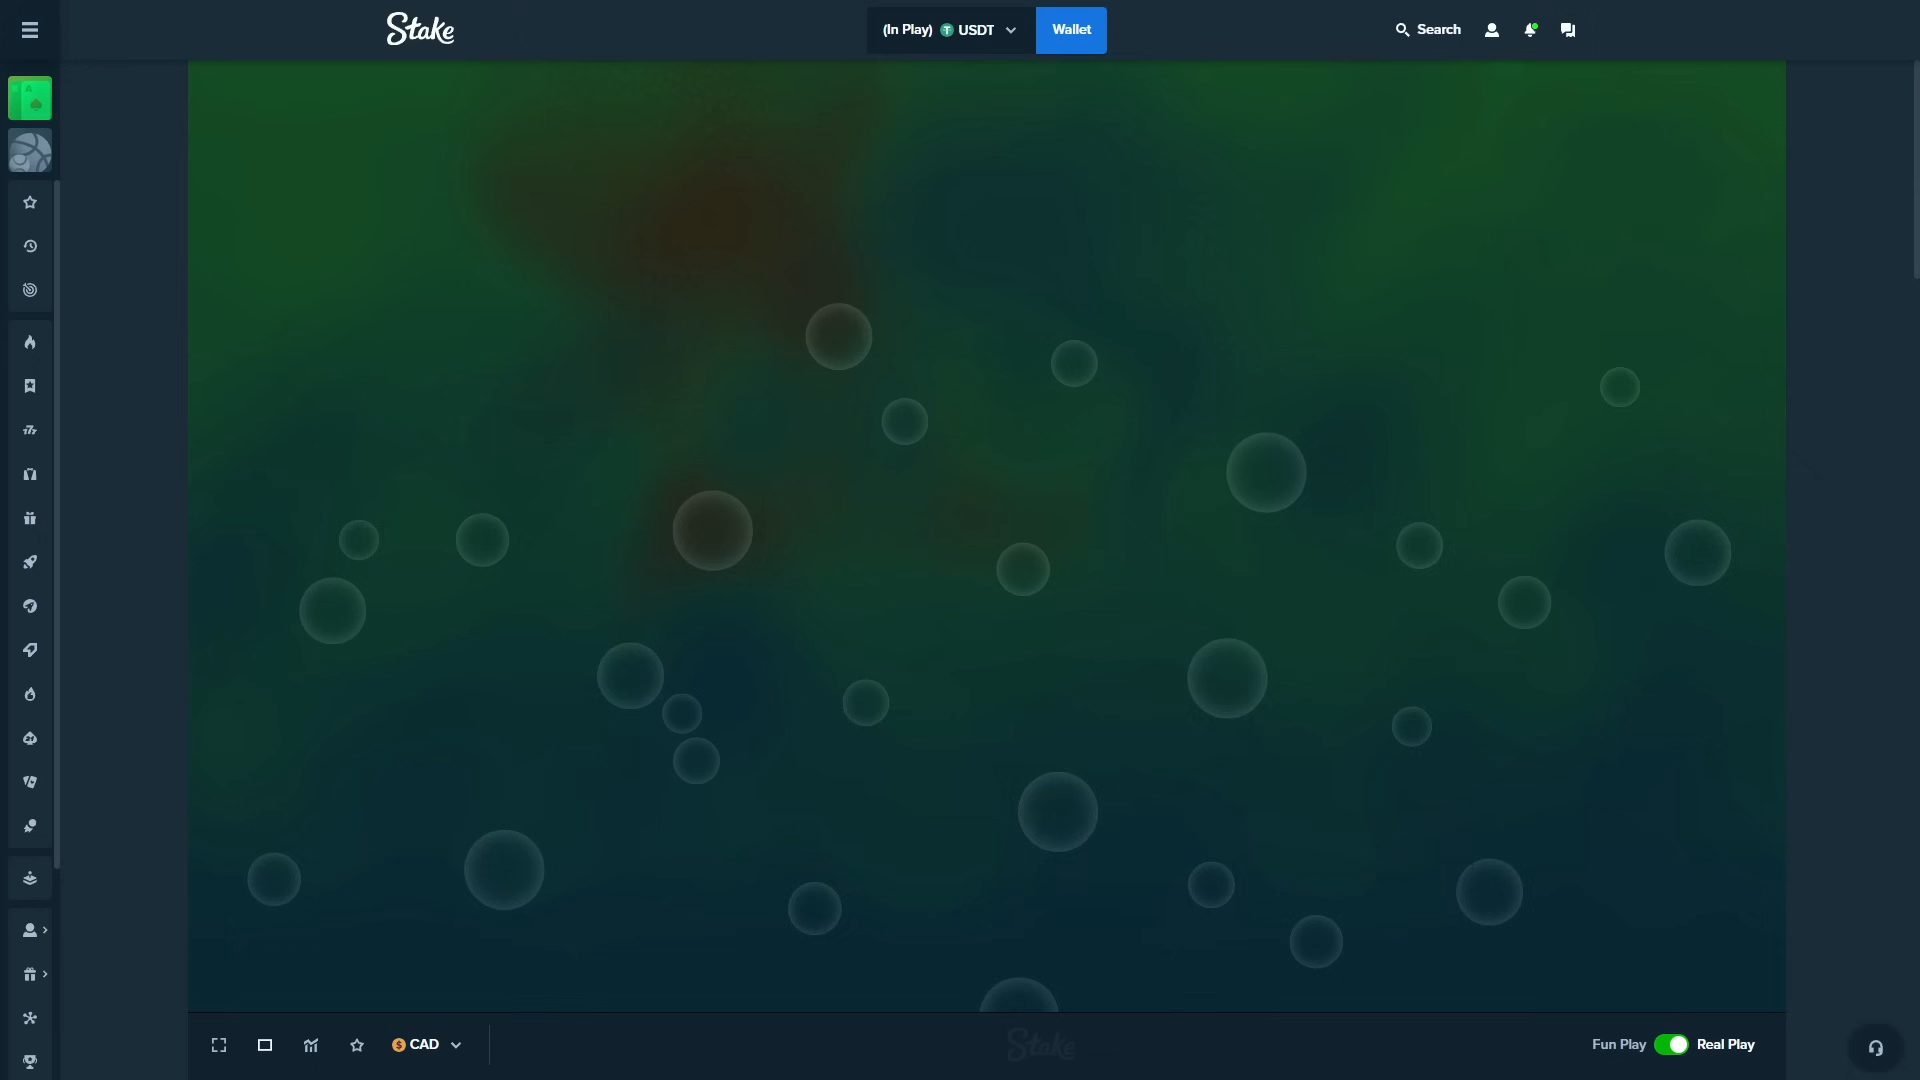 Stake
(In Play) USDT
Wallet
Search
A
CAD
Stake
Fun Play
Real Play